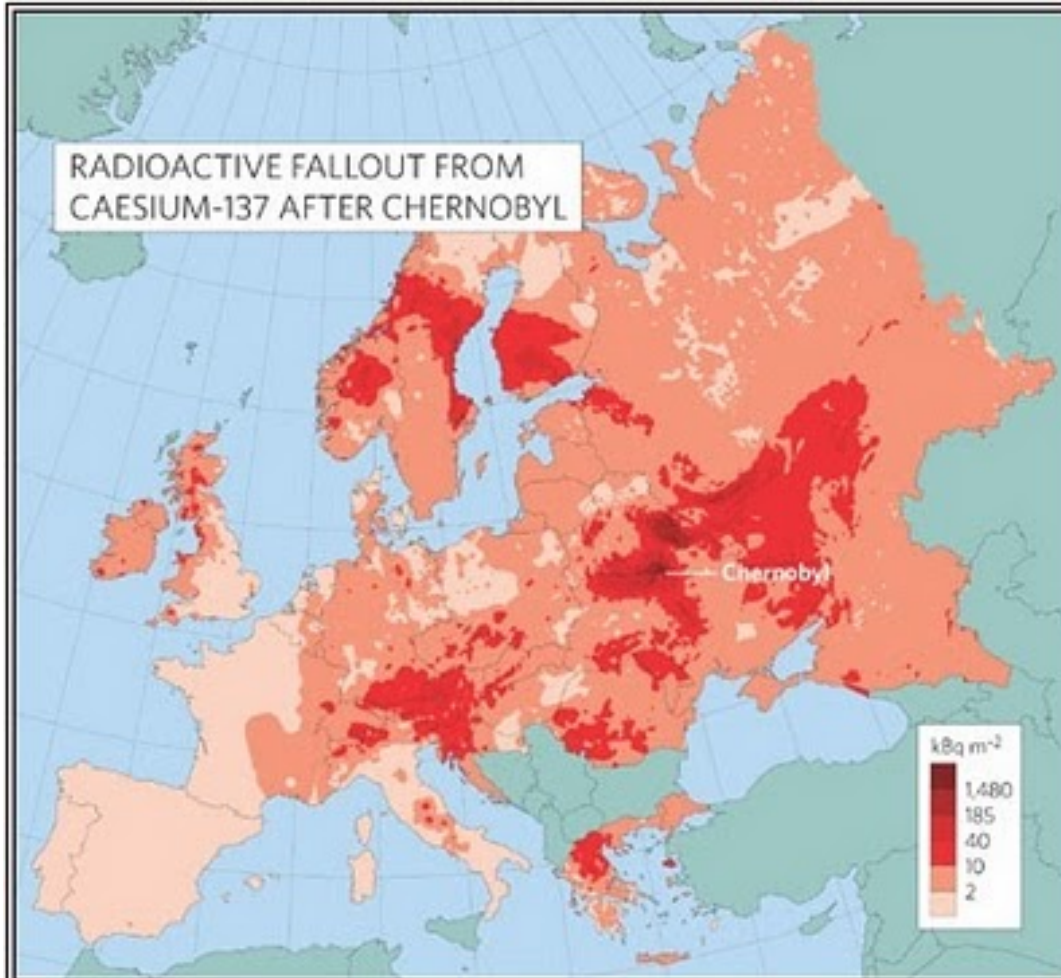 RADIOACTIVE FALLOUT FROM
CAESIUM-137 AFTER CHERNOBYL
Chernobyl
kBq m⁻²
1,480
185
40
10
2